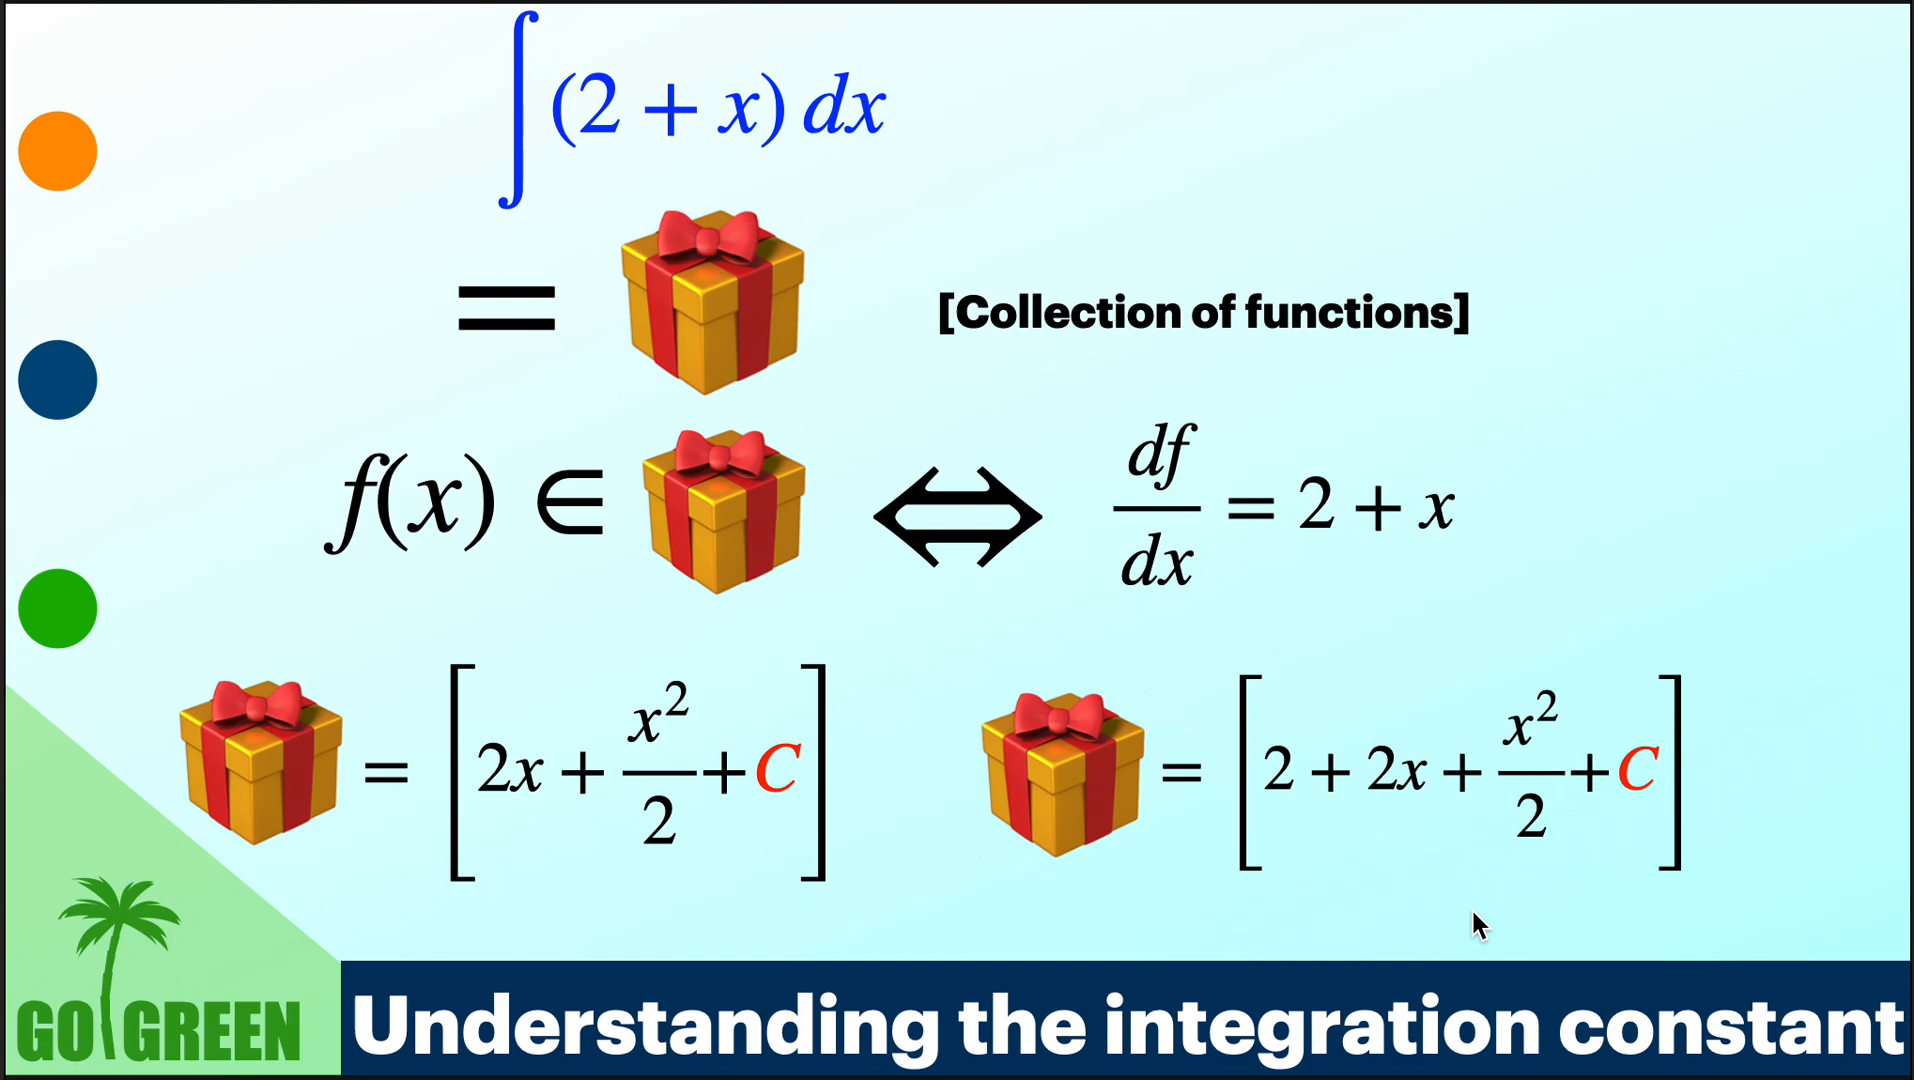 ∫(2 + x) dx
= [Collection of functions]
f(x) ∈ ⇔ df/dx = 2 + x
= [2x + x²/2 + C]
= [2 + 2x + x²/2 + C]
GO GREEN
Understanding the integration constant